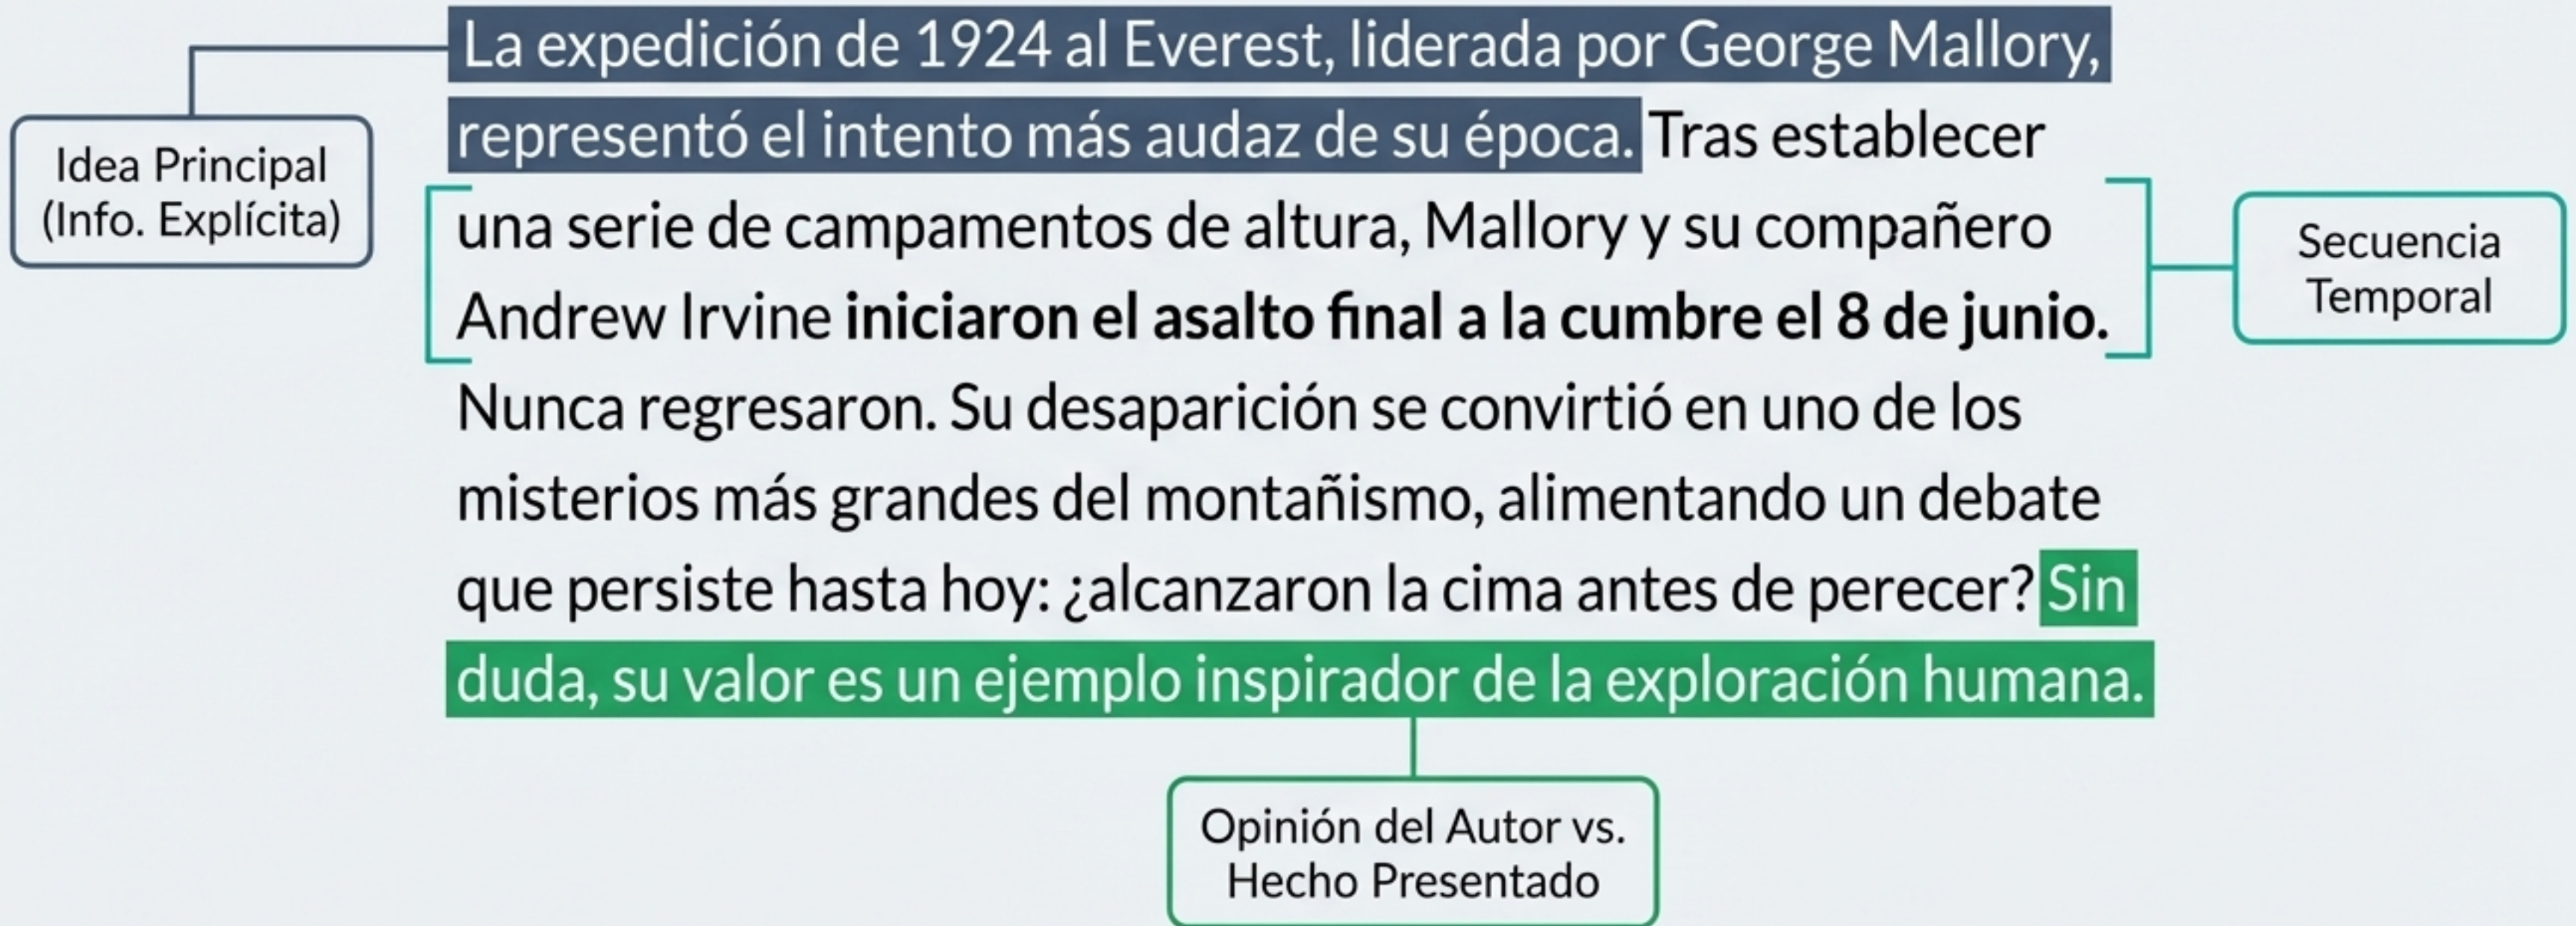 La expedición de 1924 al Everest, liderada por George Mallory,
representó el intento más audaz de su época. Tras establecer
una serie de campamentos de altura, Mallory y su compañero
Andrew Irvine iniciaron el asalto final a la cumbre el 8 de junio.
Nunca regresaron. Su desaparición se convirtió en uno de los
misterios más grandes del montañismo, alimentando un debate
que persiste hasta hoy: ¿alcanzaron la cima antes de perecer? Sin
duda, su valor es un ejemplo inspirador de la exploración humana.
Idea Principal
(Info. Explícita)
Secuencia
Temporal
Opinión del Autor vs.
Hecho Presentado